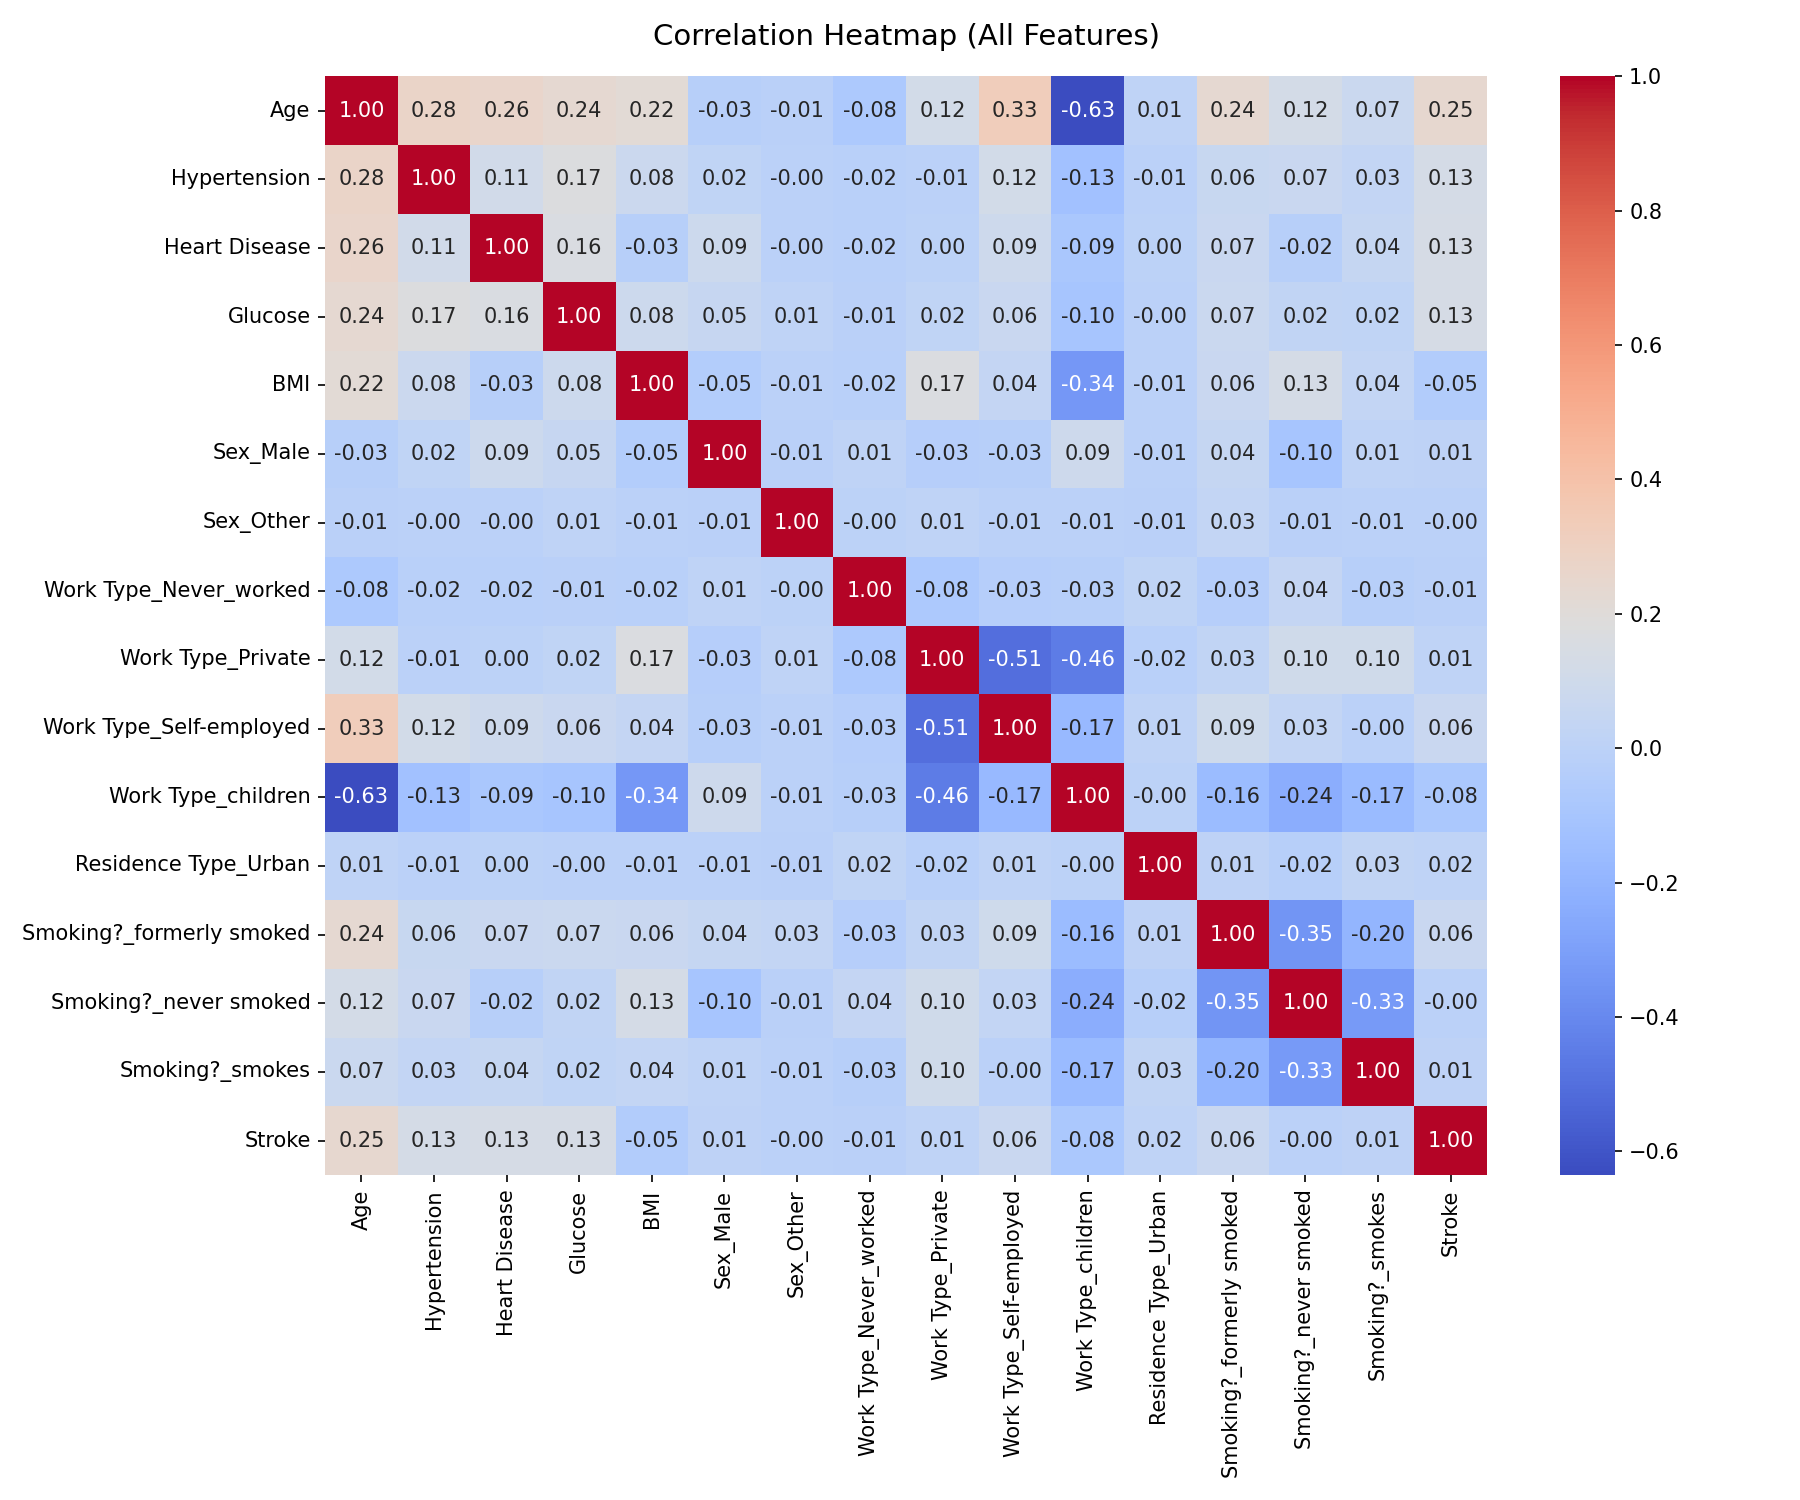 Correlation Heatmap (All Features)
Age 1.00 0.28 0.26 0.24 0.22 -0.03 -0.01 -0.08 0.12 0.33 -0.63 0.01 0.24 0.12 0.07 0.25
Hypertension 0.28 1.00 0.11 0.17 0.08 0.02 -0.00 -0.02 -0.01 0.12 -0.13 -0.01 0.06 0.07 0.03 0.13
Heart Disease 0.26 0.11 1.00 0.16 -0.03 0.09 -0.00 -0.02 0.00 0.09 -0.09 0.00 0.07 -0.02 0.04 0.13
Glucose 0.24 0.17 0.16 1.00 0.08 0.05 0.01 -0.01 0.02 0.06 -0.10 -0.00 0.07 0.02 0.02 0.13
BMI 0.22 0.08 -0.03 0.08 1.00 -0.05 -0.01 -0.02 0.17 0.04 -0.34 -0.01 0.06 0.13 0.04 -0.05
Sex_Male -0.03 0.02 0.09 0.05 -0.05 1.00 -0.01 0.01 -0.03 -0.03 0.09 -0.01 0.04 -0.10 0.01 0.01
Sex_Other -0.01 -0.00 -0.00 0.01 -0.01 -0.01 1.00 -0.00 0.01 -0.01 -0.01 -0.01 0.03 -0.01 -0.01 -0.00
Work Type_Never_worked -0.08 -0.02 -0.02 -0.01 -0.02 0.01 -0.00 1.00 -0.08 -0.03 -0.03 0.02 -0.03 0.04 -0.03 -0.01
Work Type_Private 0.12 -0.01 0.00 0.02 0.17 -0.03 0.01 -0.08 1.00 -0.51 -0.46 -0.02 0.03 0.10 0.10 0.01
Work Type_Self-employed 0.33 0.12 0.09 0.06 0.04 -0.03 -0.01 -0.03 -0.51 1.00 -0.17 0.01 0.09 0.03 -0.00 0.06
Work Type_children -0.63 -0.13 -0.09 -0.10 -0.34 0.09 -0.01 -0.03 -0.46 -0.17 1.00 -0.00 -0.16 -0.24 -0.17 -0.08
Residence Type_Urban 0.01 -0.01 0.00 -0.00 -0.01 -0.01 -0.01 0.02 -0.02 0.01 -0.00 1.00 0.01 -0.02 0.03 0.02
Smoking?_formerly smoked 0.24 0.06 0.07 0.07 0.06 0.04 0.03 -0.03 0.03 0.09 -0.16 0.01 1.00 -0.35 -0.20 0.06
Smoking?_never smoked 0.12 0.07 -0.02 0.02 0.13 -0.10 -0.01 0.04 0.10 0.03 -0.24 -0.02 -0.35 1.00 -0.33 -0.00
Smoking?_smokes 0.07 0.03 0.04 0.02 0.04 0.01 -0.01 -0.03 0.10 -0.00 -0.17 0.03 -0.20 -0.33 1.00 0.01
Stroke 0.25 0.13 0.13 0.13 -0.05 0.01 -0.00 -0.01 0.01 0.06 -0.08 0.02 0.06 -0.00 0.01 1.00
Age
Hypertension
Heart Disease
Glucose
BMI
Sex_Male
Sex_Other
Work Type_Never_worked
Work Type_Private
Work Type_Self-employed
Work Type_children
Residence Type_Urban
Smoking?_formerly smoked
Smoking?_never smoked
Smoking?_smokes
Stroke
1.0
0.8
0.6
0.4
0.2
0.0
−0.2
−0.4
−0.6